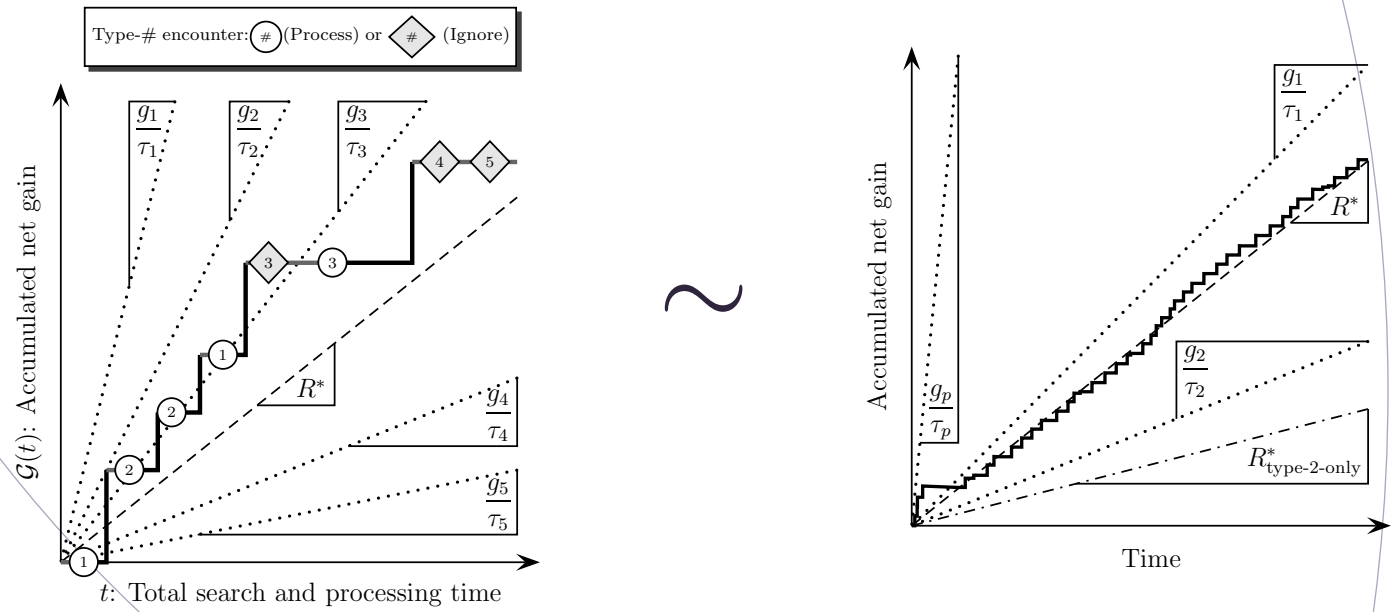 Type-# encounter: # (Process) or # (Ignore)
g1/τ1
g2/τ2
g3/τ3
4 5
3 3
1
2
2
1
R*
g4/τ4
g5/τ5
𝒢(t): Accumulated net gain
t: Total search and processing time
∼
g1/τ1
R*
g2/τ2
gp/τp
R*type-2-only
Accumulated net gain
Time